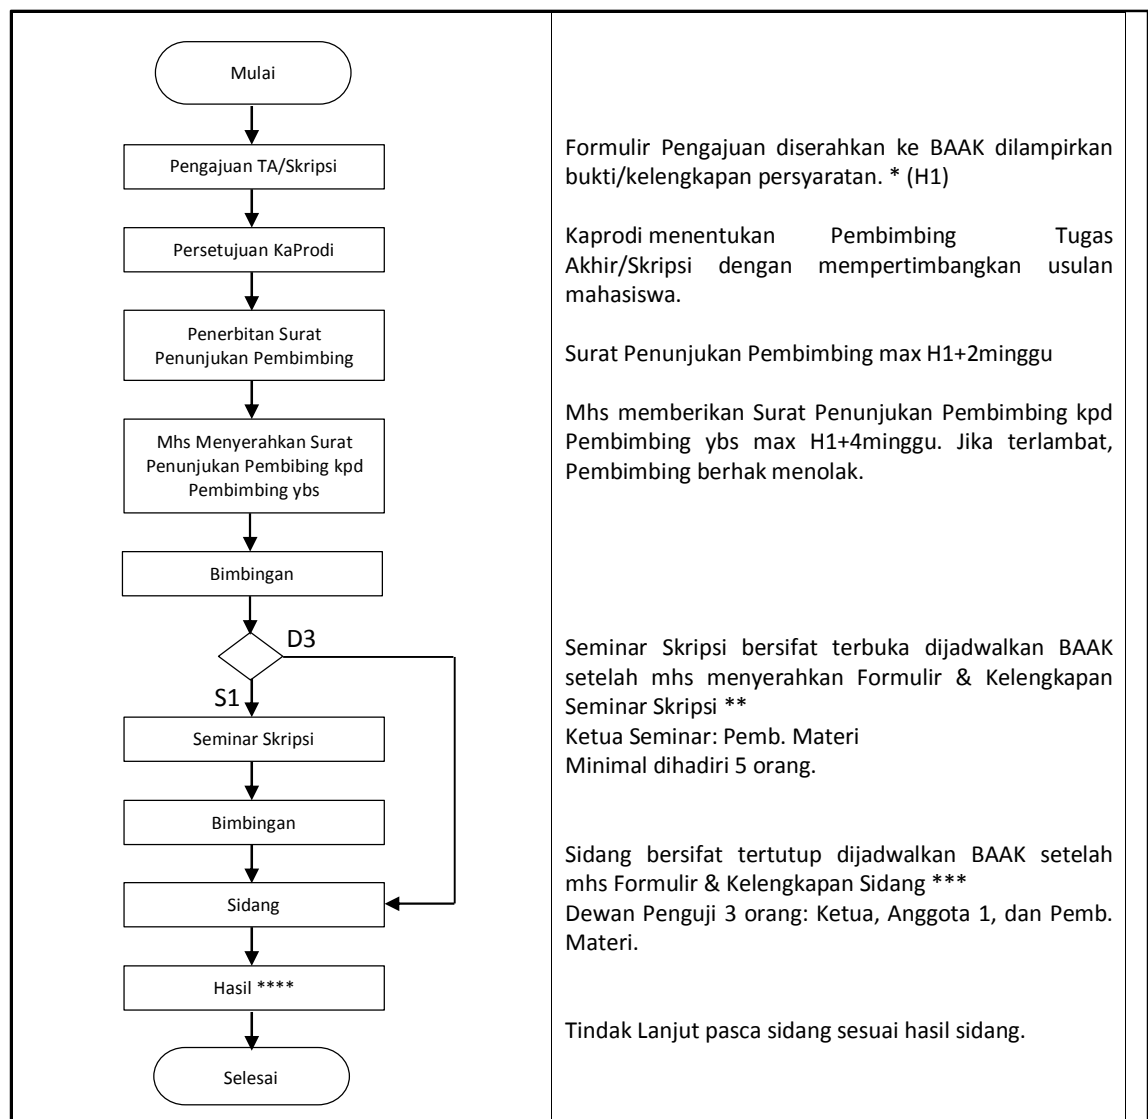 Mulai
Pengajuan TA/Skripsi
Persetujuan KaProdi
Penerbitan Surat
Penunjukan Pembimbing
Mhs Menyerahkan Surat
Penunjukan Pembibing kpd
Pembimbing ybs
Bimbingan
D3
S1
Seminar Skripsi
Bimbingan
Sidang
Hasil ****
Selesai
Formulir Pengajuan diserahkan ke BAAK dilampirkan
bukti/kelengkapan persyaratan. * (H1)
Kaprodi menentukan Pembimbing Tugas
Akhir/Skripsi dengan mempertimbangkan usulan
mahasiswa.
Surat Penunjukan Pembimbing max H1+2minggu
Mhs memberikan Surat Penunjukan Pembimbing kpd
Pembimbing ybs max H1+4minggu. Jika terlambat,
Pembimbing berhak menolak.
Seminar Skripsi bersifat terbuka dijadwalkan BAAK
setelah mhs menyerahkan Formulir & Kelengkapan
Seminar Skripsi **
Ketua Seminar: Pemb. Materi
Minimal dihadiri 5 orang.
Sidang bersifat tertutup dijadwalkan BAAK setelah
mhs Formulir & Kelengkapan Sidang ***
Dewan Penguji 3 orang: Ketua, Anggota 1, dan Pemb.
Materi.
Tindak Lanjut pasca sidang sesuai hasil sidang.